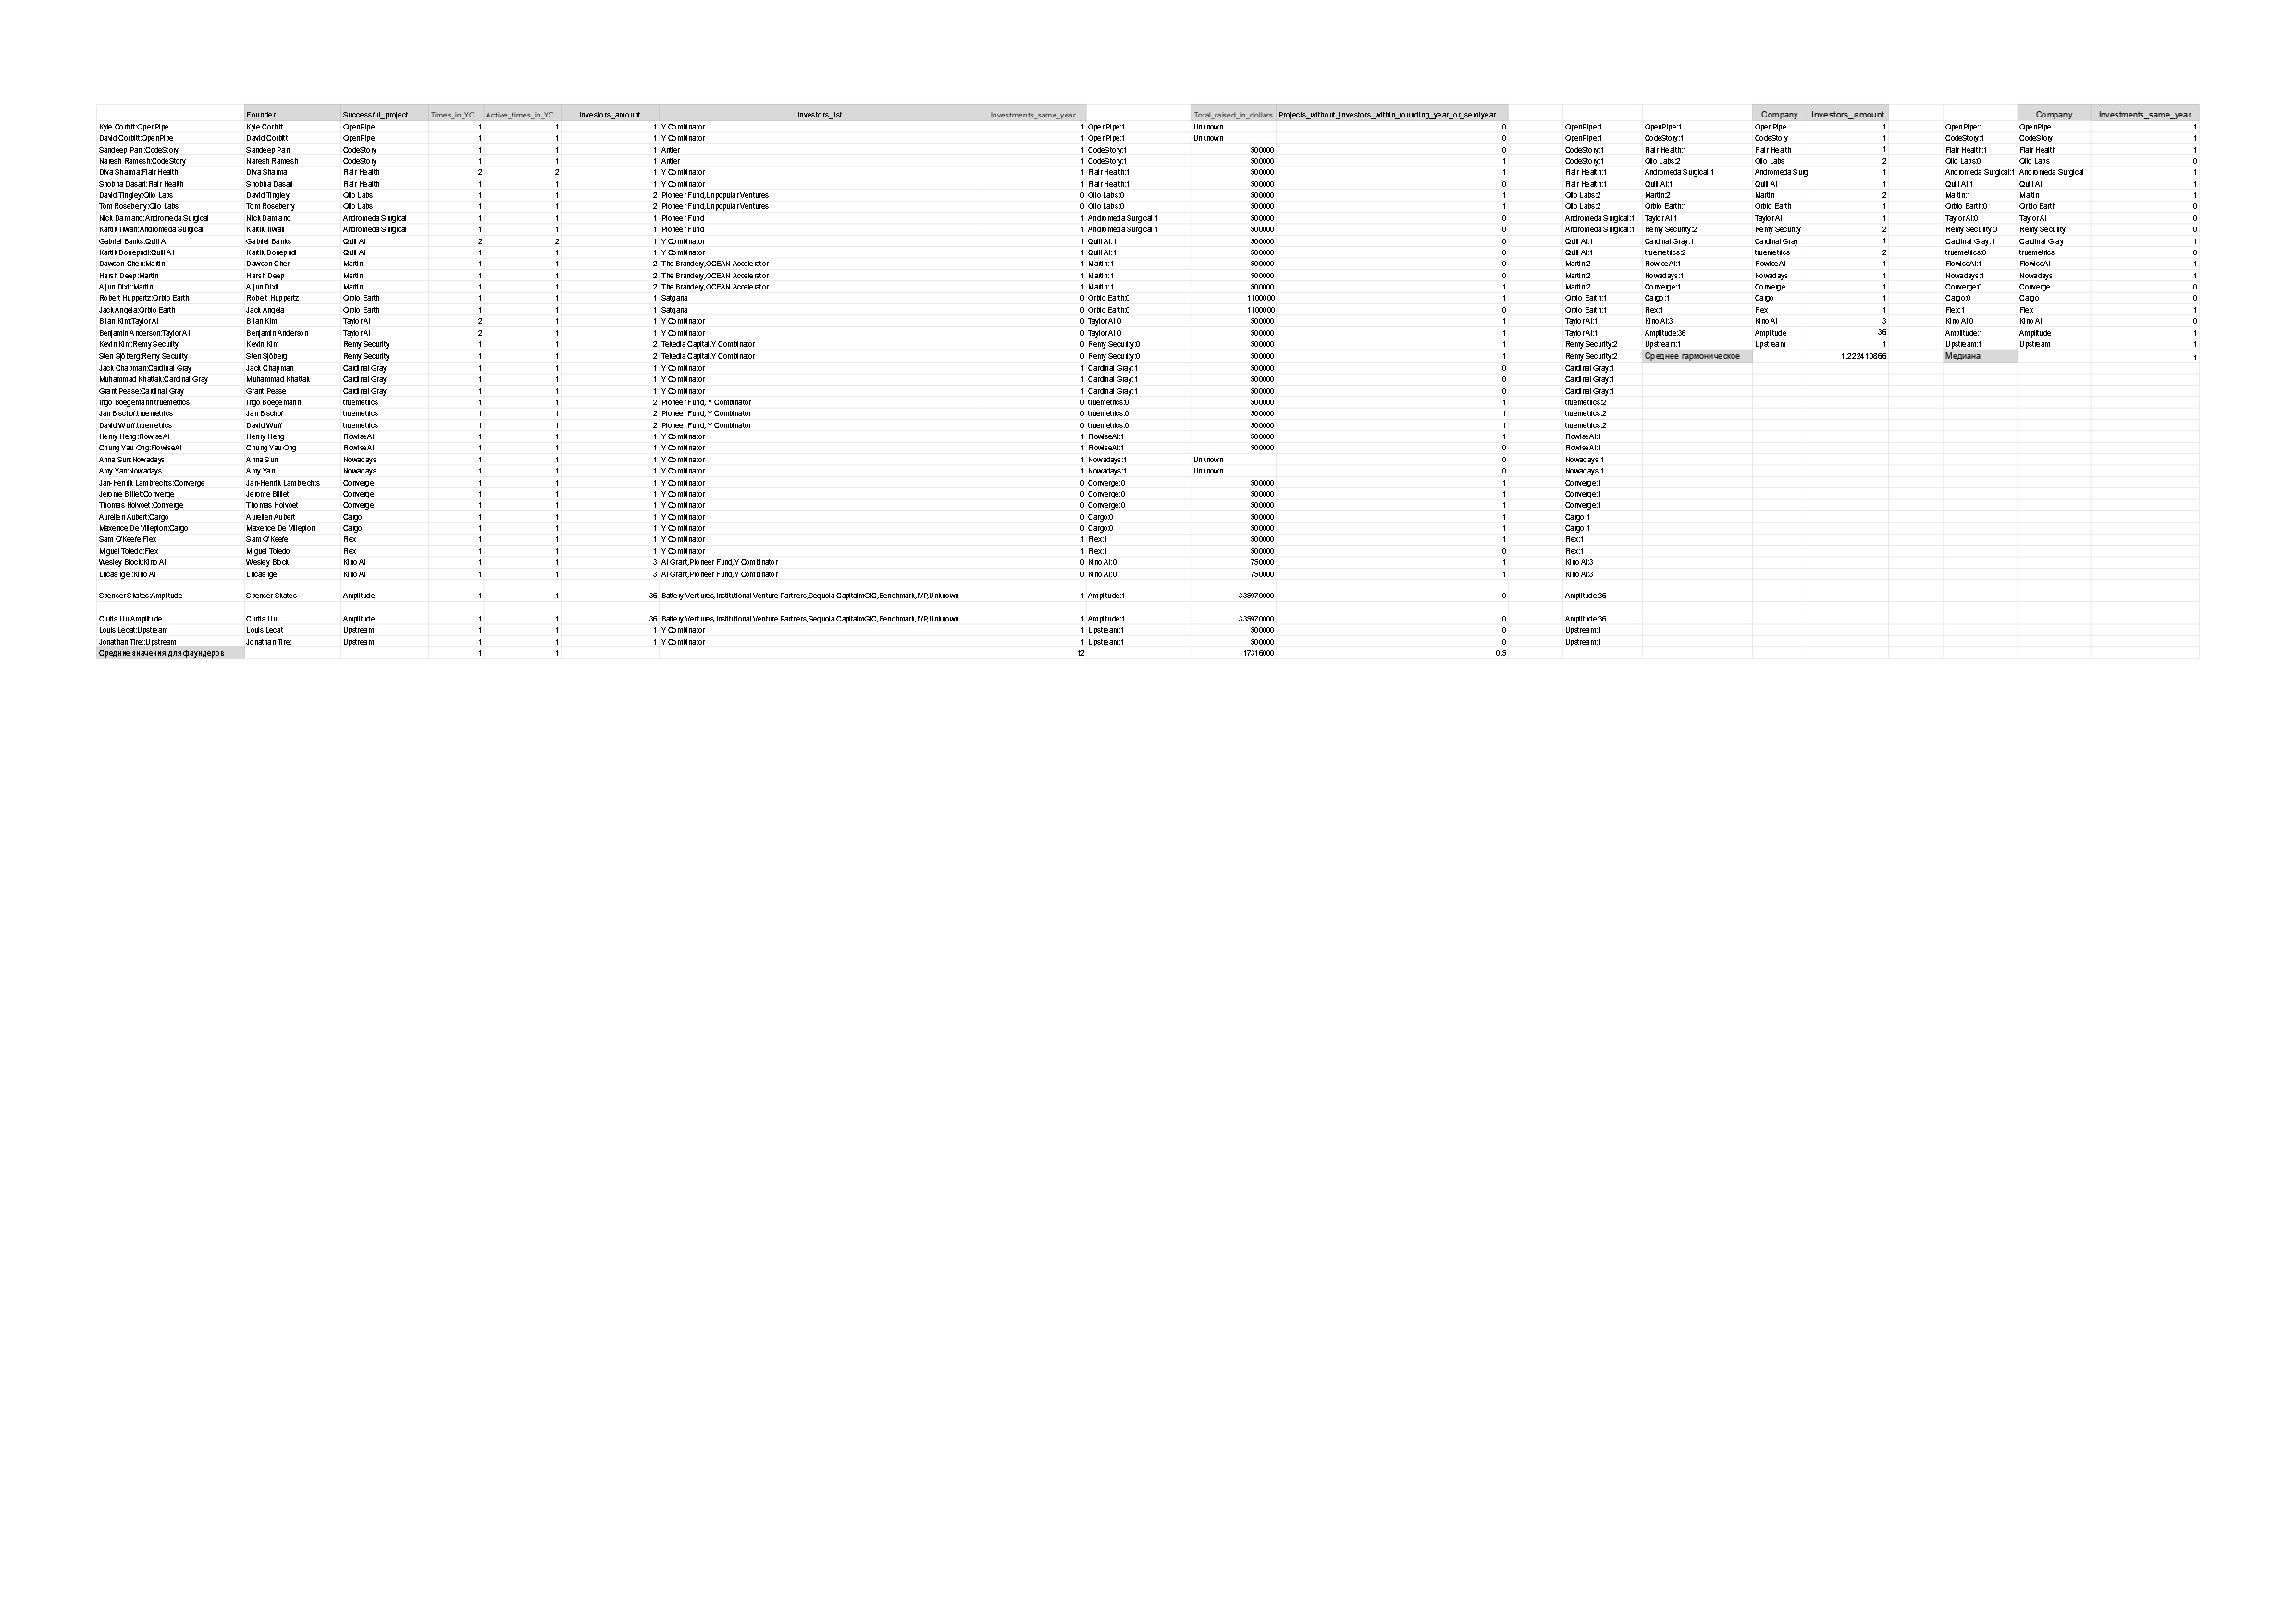 Founder Successful_project Times_in_YC Active_times_in_YC Investors_amount Investors_list Investments_same_year Total_raised_in_dollars Projects_without_investors_within_founding_year_or_semiyear Company Investors_amount Company Investments_same_year
Kyle Corbitt:OpenPipe Kyle Corbitt OpenPipe 1 1 1 Y Combinator 1 OpenPipe:1 Unknown 0 OpenPipe:1 OpenPipe:1 OpenPipe 1 OpenPipe:1 OpenPipe 1
David Corbitt:OpenPipe David Corbitt OpenPipe 1 1 1 Y Combinator 1 OpenPipe:1 Unknown 0 OpenPipe:1 CodeStory:1 CodeStory 1 CodeStory:1 CodeStory 1
Sandeep Pani:CodeStory Sandeep Pani CodeStory 1 1 1 Antler 1 CodeStory:1 500000 0 CodeStory:1 Flair Health:1 Flair Health 1 Flair Health:1 Flair Health 1
Naresh Ramesh:CodeStory Naresh Ramesh CodeStory 1 1 1 Antler 1 CodeStory:1 500000 1 CodeStory:1 Olio Labs:2 Olio Labs 2 Olio Labs:0 Olio Labs 0
Diva Sharma:Flair Health Diva Sharma Flair Health 2 2 1 Y Combinator 1 Flair Health:1 500000 1 Flair Health:1 Andromeda Surgical:1 Andromeda Surg 1 Andromeda Surgical:1 Andromeda Surgical 1
Shobha Dasari:Flair Health Shobha Dasari Flair Health 1 1 1 Y Combinator 1 Flair Health:1 500000 0 Flair Health:1 Quill AI:1 Quill AI 1 Quill AI:1 Quill AI 1
David Tingley:Olio Labs David Tingley Olio Labs 1 1 2 Pioneer Fund,Unpopular Ventures 0 Olio Labs:0 500000 1 Olio Labs:2 Martin:2 Martin 2 Martin:1 Martin 1
Tom Roseberry:Olio Labs Tom Roseberry Olio Labs 1 1 2 Pioneer Fund,Unpopular Ventures 0 Olio Labs:0 500000 1 Olio Labs:2 Orbio Earth:1 Orbio Earth 1 Orbio Earth:0 Orbio Earth 0
Nick Damiano:Andromeda Surgical Nick Damiano Andromeda Surgical 1 1 1 Pioneer Fund 1 Andromeda Surgical:1 500000 0 Andromeda Surgical:1 TaylorAI:1 TaylorAI 1 TaylorAI:0 TaylorAI 0
Kartik Tiwari:Andromeda Surgical Kartik Tiwari Andromeda Surgical 1 1 1 Pioneer Fund 1 Andromeda Surgical:1 500000 0 Andromeda Surgical:1 Remy Security:2 Remy Security 2 Remy Security:0 Remy Security 0
Gabriel Banks:Quill AI Gabriel Banks Quill AI 2 2 1 Y Combinator 1 Quill AI:1 500000 0 Quill AI:1 Cardinal Gray:1 Cardinal Gray 1 Cardinal Gray:1 Cardinal Gray 1
Kartik Donepudi:Quill AI Kartik Donepudi Quill AI 1 1 1 Y Combinator 1 Quill AI:1 500000 0 Quill AI:1 truemetrics:2 truemetrics 2 truemetrics:0 truemetrics 0
Dawson Chen:Martin Dawson Chen Martin 1 1 2 The Brandery,OCEAN Accelerator 1 Martin:1 500000 0 Martin:2 FlowiseAI:1 FlowiseAI 1 FlowiseAI:1 FlowiseAI 1
Harsh Deep:Martin Harsh Deep Martin 1 1 2 The Brandery,OCEAN Accelerator 1 Martin:1 500000 0 Martin:2 Nowadays:1 Nowadays 1 Nowadays:1 Nowadays 1
Arjun Dixit:Martin Arjun Dixit Martin 1 1 2 The Brandery,OCEAN Accelerator 1 Martin:1 500000 1 Martin:2 Converge:1 Converge 1 Converge:0 Converge 0
Robert Huppertz:Orbio Earth Robert Huppertz Orbio Earth 1 1 1 Satgana 0 Orbio Earth:0 1100000 1 Orbio Earth:1 Cargo:1 Cargo 1 Cargo:0 Cargo 0
Jack Angela:Orbio Earth Jack Angela Orbio Earth 1 1 1 Satgana 0 Orbio Earth:0 1100000 0 Orbio Earth:1 Flex:1 Flex 1 Flex:1 Flex 1
Brian Kim:TaylorAI Brian Kim TaylorAI 2 1 1 Y Combinator 0 TaylorAI:0 500000 1 TaylorAI:1 Kino AI:3 Kino AI 3 Kino AI:0 Kino AI 0
Benjamin Anderson:TaylorAI Benjamin Anderson TaylorAI 2 1 1 Y Combinator 0 TaylorAI:0 500000 1 TaylorAI:1 Amplitude:36 Amplitude 36 Amplitude:1 Amplitude 1
Kevin Kim:Remy Security Kevin Kim Remy Security 1 1 2 Tekedia Capital,Y Combinator 0 Remy Security:0 500000 1 Remy Security:2 Upstream:1 Upstream 1 Upstream:1 Upstream 1
Sten Sjöberg:Remy Security Sten Sjöberg Remy Security 1 1 2 Tekedia Capital,Y Combinator 0 Remy Security:0 500000 1 Remy Security:2 Среднее гармоническое 1.222410866 Медиана 1
Jack Chapman:Cardinal Gray Jack Chapman Cardinal Gray 1 1 1 Y Combinator 1 Cardinal Gray:1 500000 0 Cardinal Gray:1
Muhammad Khattak:Cardinal Gray Muhammad Khattak Cardinal Gray 1 1 1 Y Combinator 1 Cardinal Gray:1 500000 0 Cardinal Gray:1
Grant Pease:Cardinal Gray Grant Pease Cardinal Gray 1 1 1 Y Combinator 1 Cardinal Gray:1 500000 0 Cardinal Gray:1
Ingo Boegemann:truemetrics Ingo Boegemann truemetrics 1 1 2 Pioneer Fund, Y Combinator 0 truemetrics:0 500000 1 truemetrics:2
Jan Bischof:truemetrics Jan Bischof truemetrics 1 1 2 Pioneer Fund, Y Combinator 0 truemetrics:0 500000 1 truemetrics:2
David Wulff:truemetrics David Wulff truemetrics 1 1 2 Pioneer Fund, Y Combinator 0 truemetrics:0 500000 1 truemetrics:2
Henry Heng :FlowiseAI Henry Heng FlowiseAI 1 1 1 Y Combinator 1 FlowiseAI:1 500000 1 FlowiseAI:1
Chung Yau Ong:FlowiseAI Chung Yau Ong FlowiseAI 1 1 1 Y Combinator 1 FlowiseAI:1 500000 0 FlowiseAI:1
Anna Sun:Nowadays Anna Sun Nowadays 1 1 1 Y Combinator 1 Nowadays:1 Unknown 0 Nowadays:1
Amy Yan:Nowadays Amy Yan Nowadays 1 1 1 Y Combinator 1 Nowadays:1 Unknown 0 Nowadays:1
Jan-Henrik Lambrechts:Converge Jan-Henrik Lambrechts Converge 1 1 1 Y Combinator 0 Converge:0 500000 1 Converge:1
Jerome Billiet:Converge Jerome Billiet Converge 1 1 1 Y Combinator 0 Converge:0 500000 1 Converge:1
Thomas Holvoet:Converge Thomas Holvoet Converge 1 1 1 Y Combinator 0 Converge:0 500000 1 Converge:1
Aurelien Aubert:Cargo Aurelien Aubert Cargo 1 1 1 Y Combinator 0 Cargo:0 500000 1 Cargo:1
Maxence De Villepion:Cargo Maxence De Villepion Cargo 1 1 1 Y Combinator 0 Cargo:0 500000 1 Cargo:1
Sam O'Keefe:Flex Sam O'Keefe Flex 1 1 1 Y Combinator 1 Flex:1 500000 1 Flex:1
Miguel Toledo:Flex Miguel Toledo Flex 1 1 1 Y Combinator 1 Flex:1 500000 0 Flex:1
Wesley Block:Kino AI Wesley Block Kino AI 1 1 3 AI Grant,Pioneer Fund,Y Combinator 0 Kino AI:0 750000 1 Kino AI:3
Lucas Igel:Kino AI Lucas Igel Kino AI 1 1 3 AI Grant,Pioneer Fund,Y Combinator 0 Kino AI:0 750000 1 Kino AI:3
Spenser Skates:Amplitude Spenser Skates Amplitude 1 1 36 Battery Ventures, Institutional Venture Partners,Sequoia CapitalmGIC,Benchmark,IVP,Unknown 1 Amplitude:1 339970000 0 Amplitude:36
Curtis Liu:Amplitude Curtis Liu Amplitude 1 1 36 Battery Ventures, Institutional Venture Partners,Sequoia CapitalmGIC,Benchmark,IVP,Unknown 1 Amplitude:1 339970000 0 Amplitude:36
Louis Lecat:Upstream Louis Lecat Upstream 1 1 1 Y Combinator 1 Upstream:1 500000 0 Upstream:1
Jonathan Tiret:Upstream Jonathan Tiret Upstream 1 1 1 Y Combinator 1 Upstream:1 500000 0 Upstream:1
Средние значения для фаундеров 1 1 12 17316000 0.5